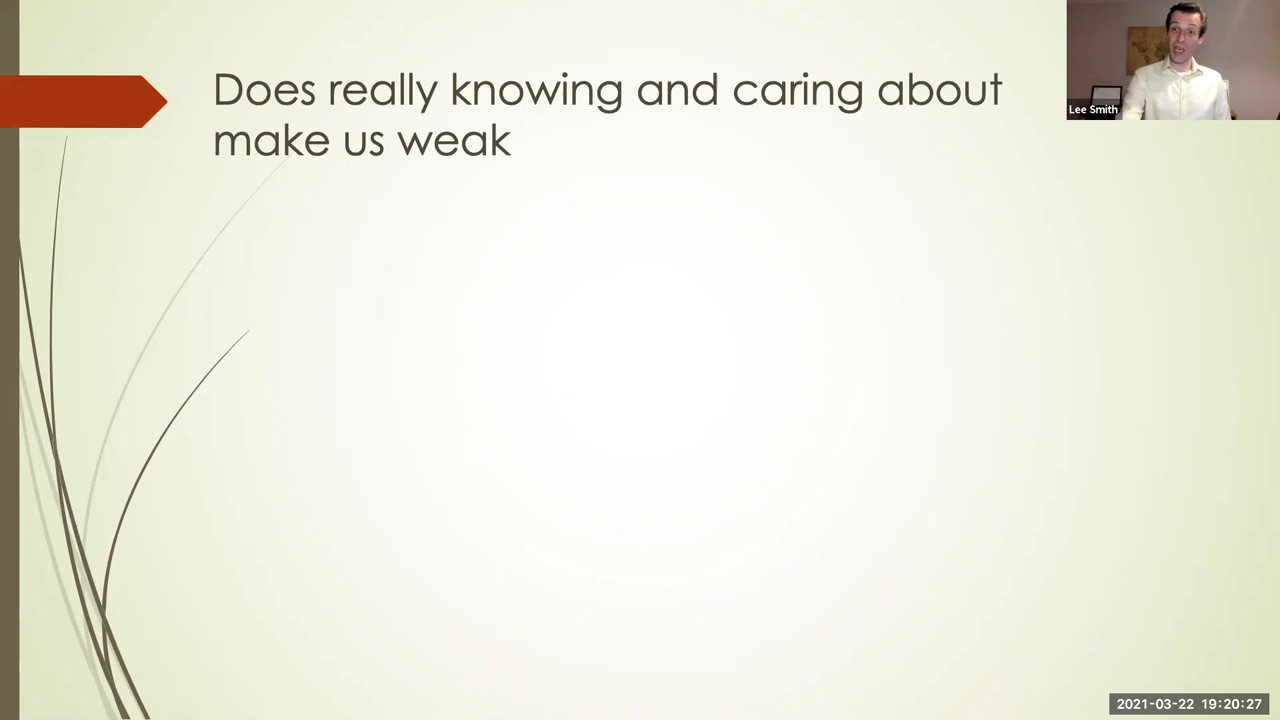 Does really knowing and caring about
make us weak
Lee Smith
2021-03-22 19:20:27